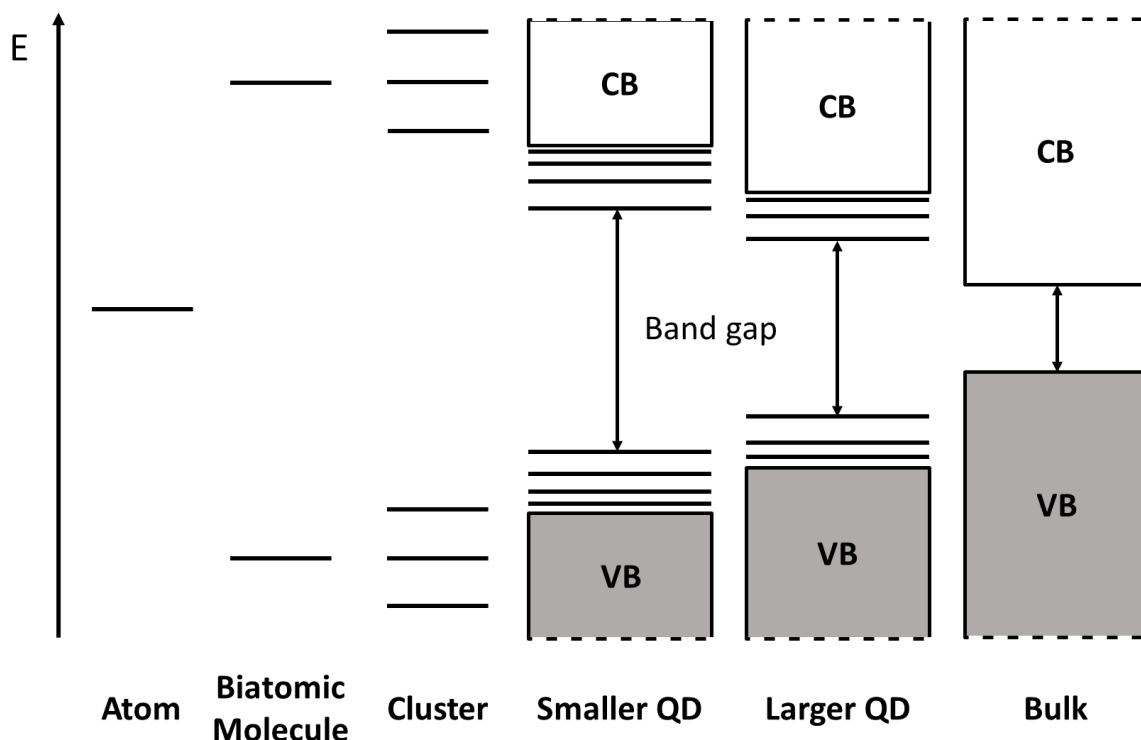 E
CB
CB
CB
Band gap
VB
VB
VB
Atom
Biatomic
Molecule
Cluster
Smaller QD
Larger QD
Bulk